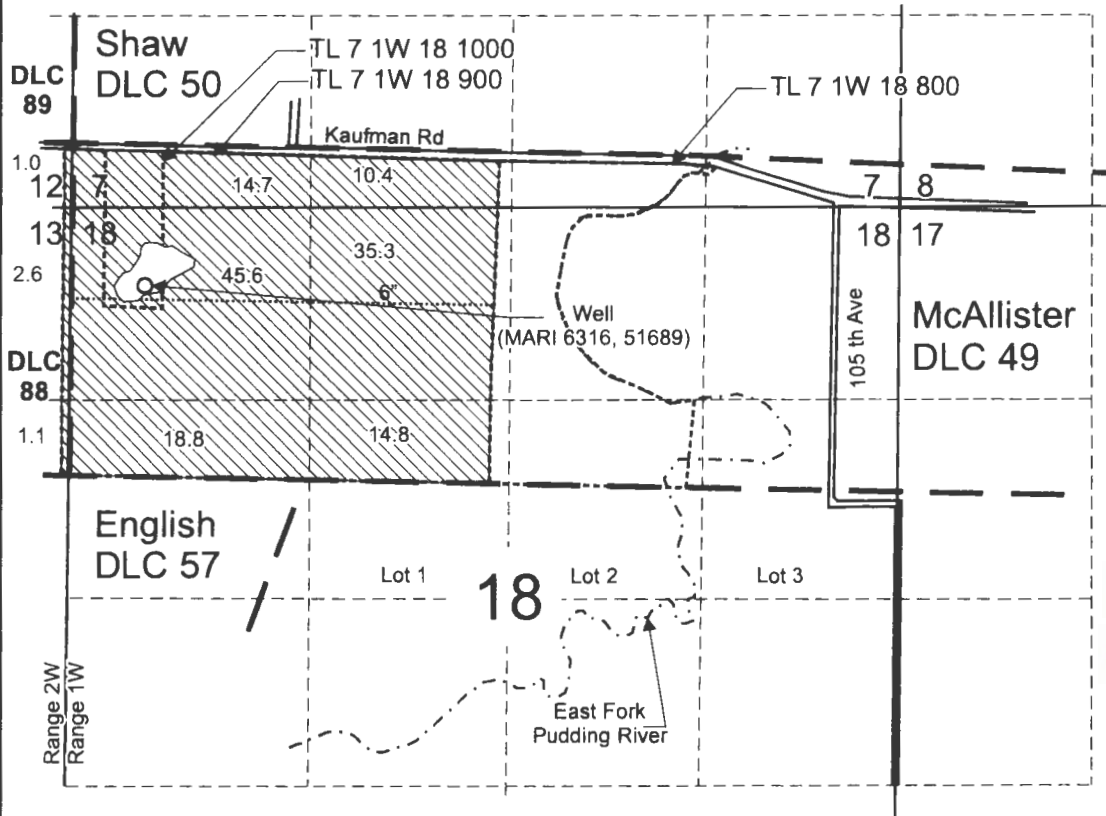 Shaw
DLC 50
TL 7 1W 18 1000
TL 7 1W 18 900
TL 7 1W 18 800
DLC
89
Kaufman Rd
1.0
12 7
14.7
10.4
7 8
13 18
18 17
2.6
45.6
35.3
6"
Well
(MARI 6316, 51689)
105 th Ave
McAllister
DLC 49
DLC
88
1.1
18.8
14.8
English
DLC 57
Lot 1
18
Lot 2
Lot 3
Range 2W
Range 1W
East Fork
Pudding River